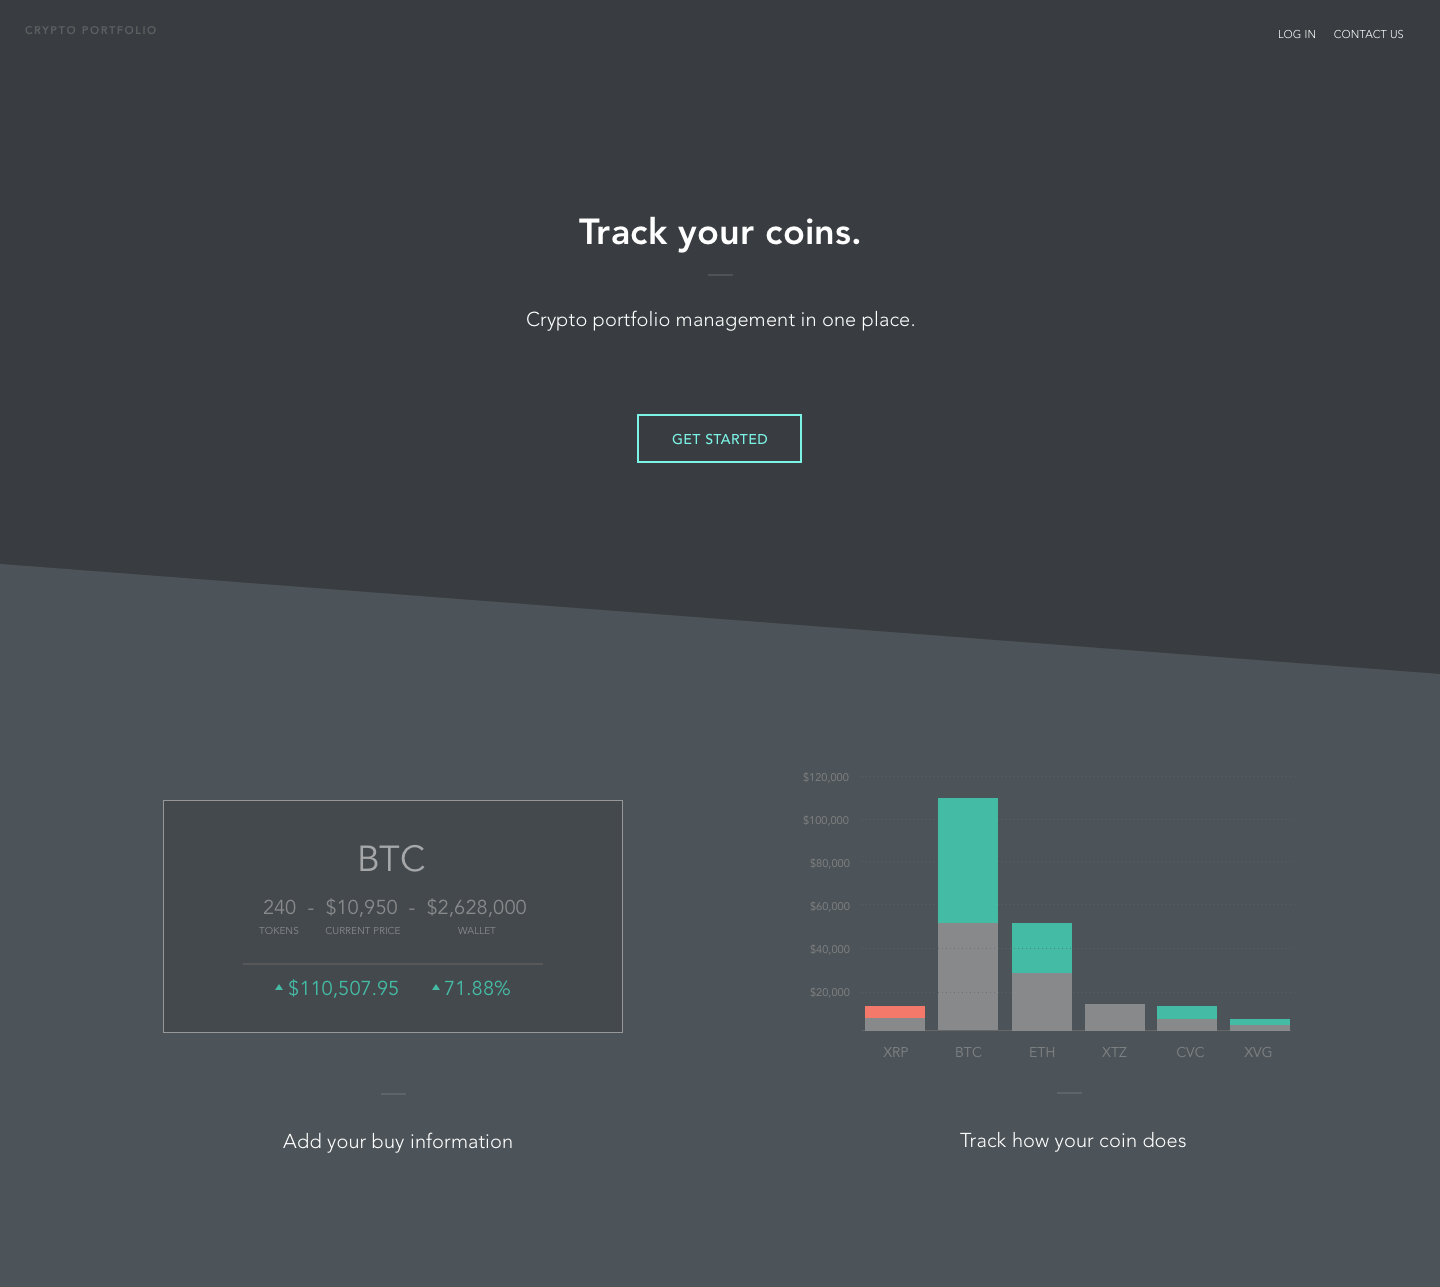 CRYPTO PORTFOLIO
LOG IN CONTACT US
Track your coins.
Crypto portfolio management in one place.
GET STARTED
BTC
240 - $10,950 - $2,628,000
TOKENS CURRENT PRICE WALLET
$110,507.95 71.88%
Add your buy information
$120,000
$100,000
$80,000
$60,000
$40,000
$20,000
XRP BTC ETH XTZ CVC XVG
Track how your coin does